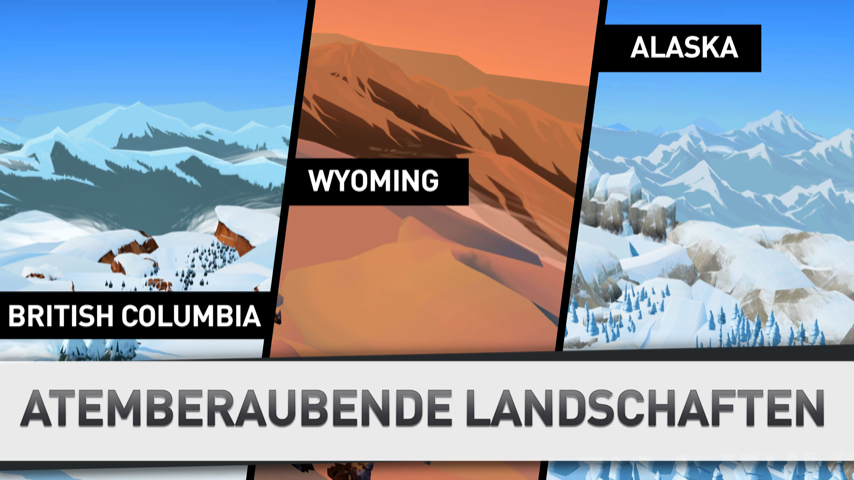 ALASKA
WYOMING
BRITISH COLUMBIA
ATEMBERAUBENDE LANDSCHAFTEN